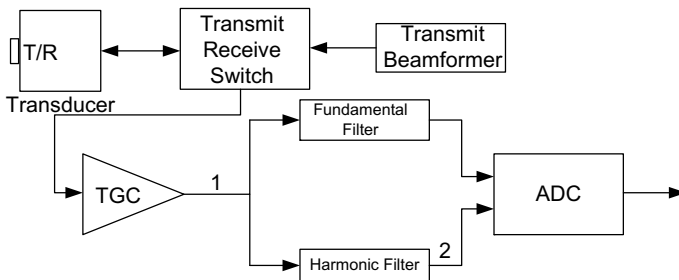 T/R
Transducer
Transmit
Receive
Switch
Transmit
Beamformer
Fundamental
Filter
TGC
1
ADC
2
Harmonic Filter